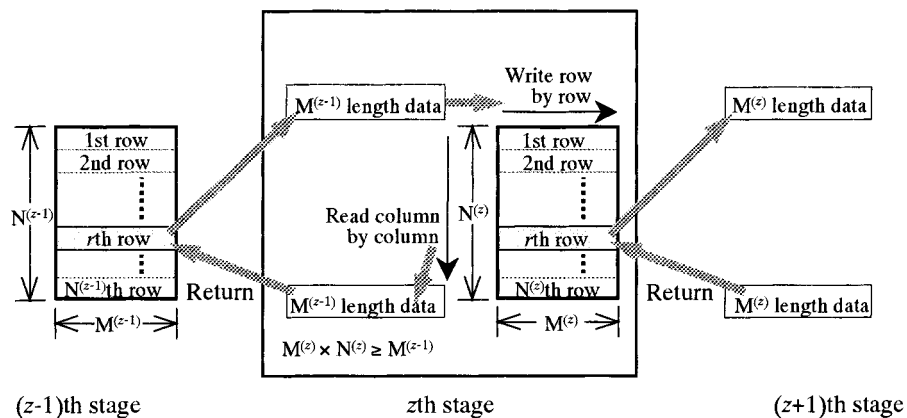 1st row
2nd row
rth row
N(z-1)th row
N(z-1)
M(z-1)
Return
M(z-1) length data
Write row
by row
Read column
by column
M(z-1) length data
M(z) × N(z) ≥ M(z-1)
1st row
2nd row
rth row
N(z)th row
N(z)
M(z)
Return
M(z) length data
M(z) length data
(z-1)th stage
zth stage
(z+1)th stage